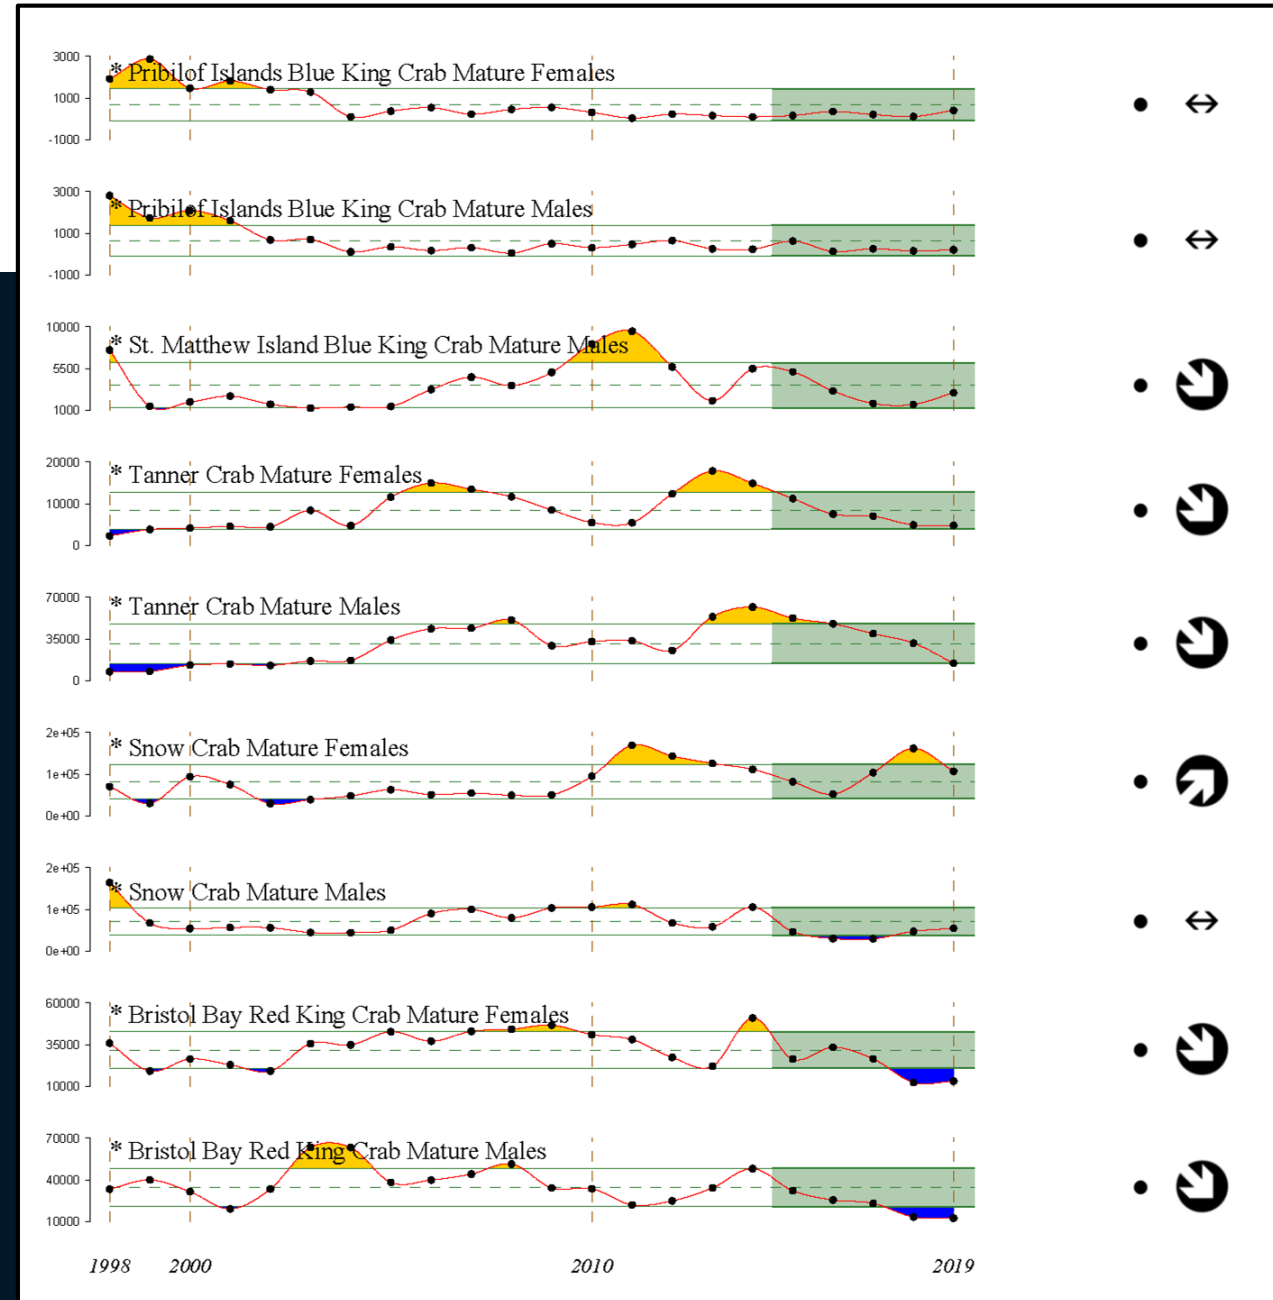 3000
* Pribilof Islands Blue King Crab Mature Females
1000
-1000
3000
* Pribilof Islands Blue King Crab Mature Males
1000
-1000
10000
* St. Matthew Island Blue King Crab Mature Males
5500
1000
20000
* Tanner Crab Mature Females
10000
0
70000
* Tanner Crab Mature Males
35000
0
2e+05
* Snow Crab Mature Females
1e+05
0e+00
2e+05
* Snow Crab Mature Males
1e+05
0e+00
60000
* Bristol Bay Red King Crab Mature Females
35000
10000
70000
* Bristol Bay Red King Crab Mature Males
40000
10000
1998 2000 2010 2019